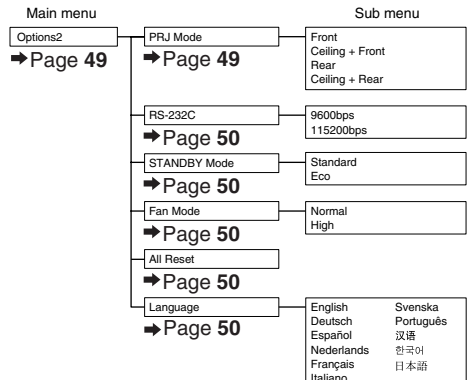 Main menu
Sub menu
Options2
➡Page 49
PRJ Mode
➡Page 49
Front
Ceiling + Front
Rear
Ceiling + Rear
RS-232C
➡Page 50
9600bps
115200bps
STANDBY Mode
➡Page 50
Standard
Eco
Fan Mode
➡Page 50
Normal
High
All Reset
➡Page 50
Language
➡Page 50
English Svenska
Deutsch Português
Español 汉语
Nederlands 한국어
Français 日本語
Italiano